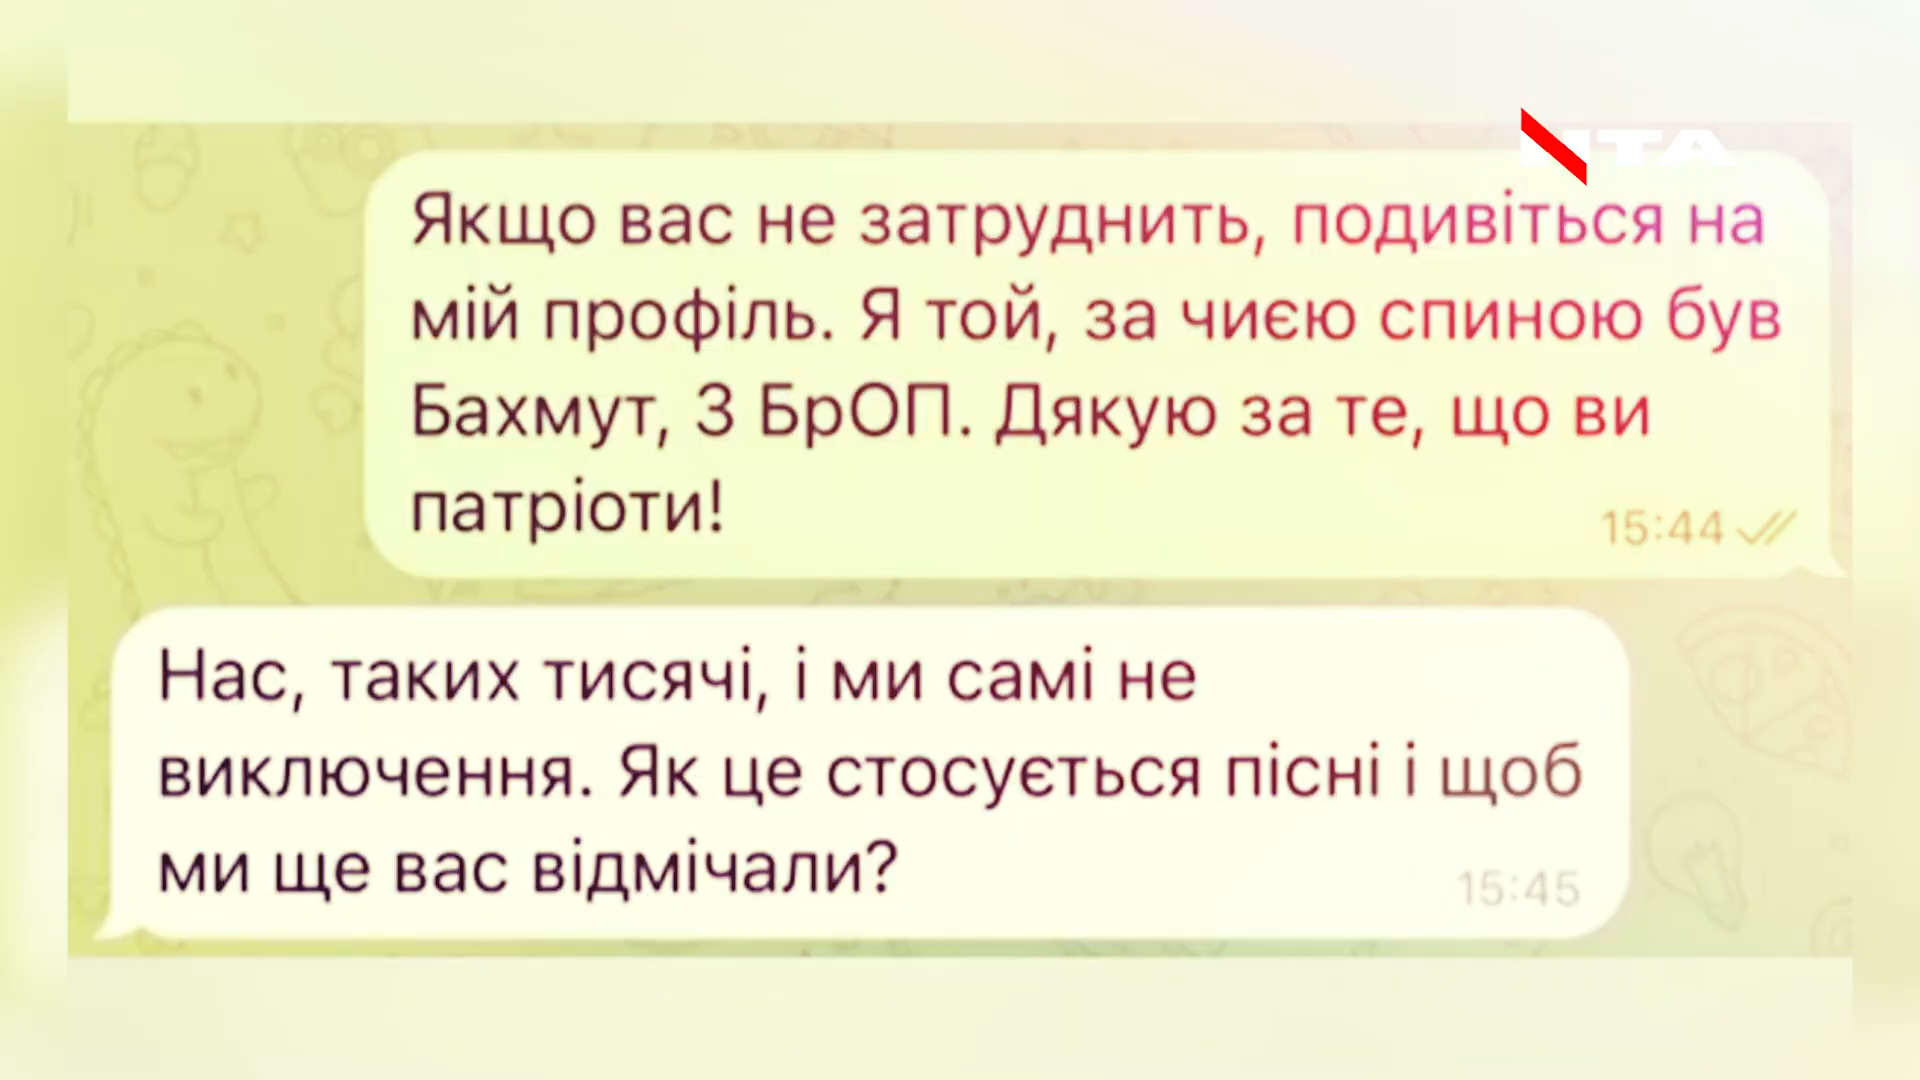 NTA
Якщо вас не затруднить, подивіться на
мій профіль. Я той, за чиєю спиною був
Бахмут, 3 БрОП. Дякую за те, що ви
патріоти!
15:44
Нас, таких тисячі, і ми самі не
виключення. Як це стосується пісні і щоб
ми ще вас відмічали?
15:45